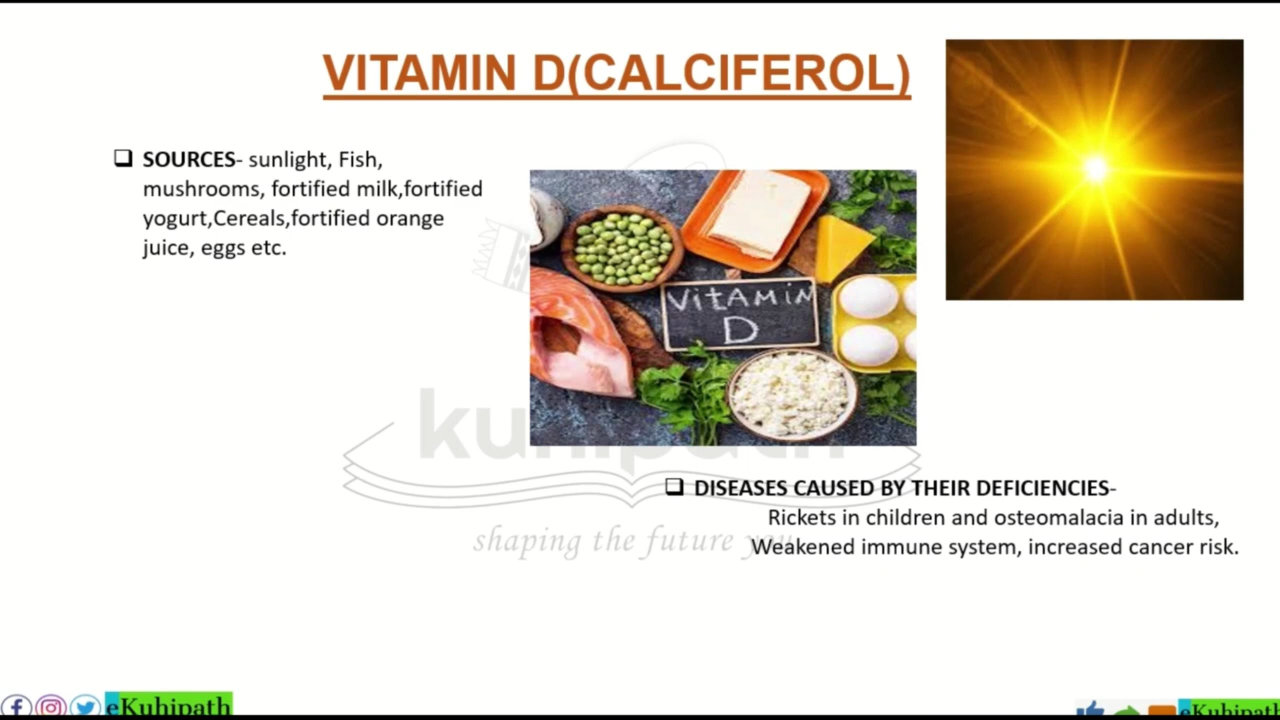 VITAMIN D(CALCIFEROL)
SOURCES- sunlight, Fish,
mushrooms, fortified milk,fortified
yogurt,Cereals,fortified orange
juice, eggs etc.
VitAMiN
D
kuhipath
DISEASES CAUSED BY THEIR DEFICIENCIES-
Rickets in children and osteomalacia in adults,
shaping the future
Weakened immune system, increased cancer risk.
eKuhipath
eKuhipath